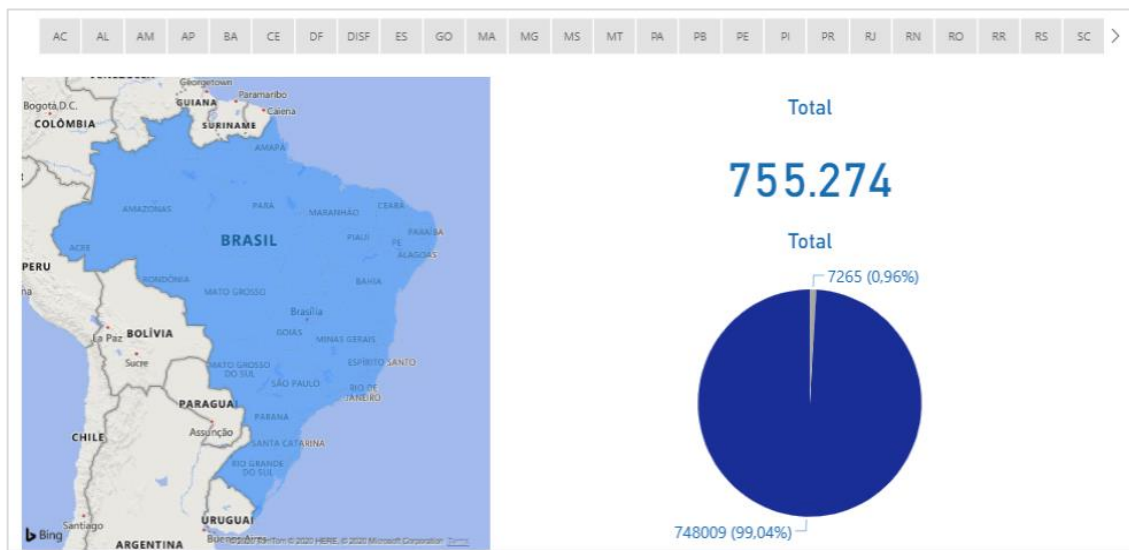 AC AL AM AP BA CE DF DISF ES GO MA MG MS MT PA PB PE PI PR RJ RN RO RR RS SC
Georgetown
Paramaribo
Bogotá, D.C.
GUIANA
Caiena
COLÔMBIA
SURINAME
AMAPÁ
AMAZONAS
PARÁ
MARANHÃO
CEARÁ
BRASIL
PIAUÍ
PARAÍBA
PE
ACRE
ALAGOAS
PERU
RONDÔNIA
BAHIA
MATO GROSSO
Brasília
GOIÁS
La Paz
BOLÍVIA
MINAS GERAIS
Sucre
MATO GROSSO
DO SUL
ESPÍRITO SANTO
SÃO PAULO
RIO DE
JANEIRO
PARAGUAI
PARANÁ
Assunção
CHILE
SANTA CATARINA
RIO GRANDE
DO SUL
Santiago
URUGUAI
Bing
ARGENTINA
Buenos Aires
© 2020 TomTom © 2020 HERE, © 2020 Microsoft Corporation Terms
Total
755.274
Total
7265 (0,96%)
748009 (99,04%)